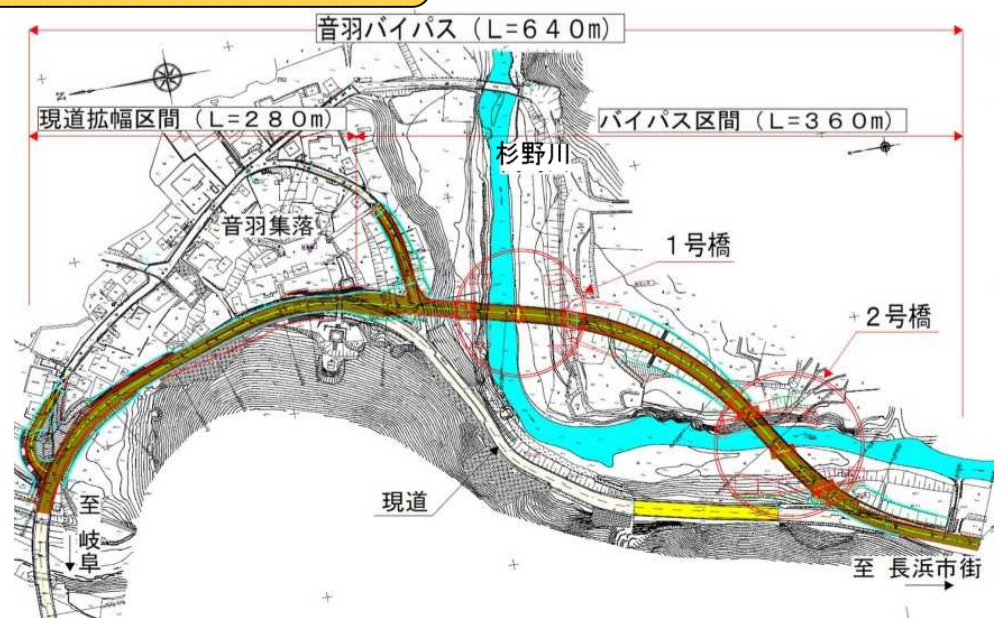 音羽バイパス（L=640m）
現道拡幅区間（L=280m）
バイパス区間（L=360m）
杉野川
音羽集落
1号橋
2号橋
現道
至 岐阜
至 長浜市街